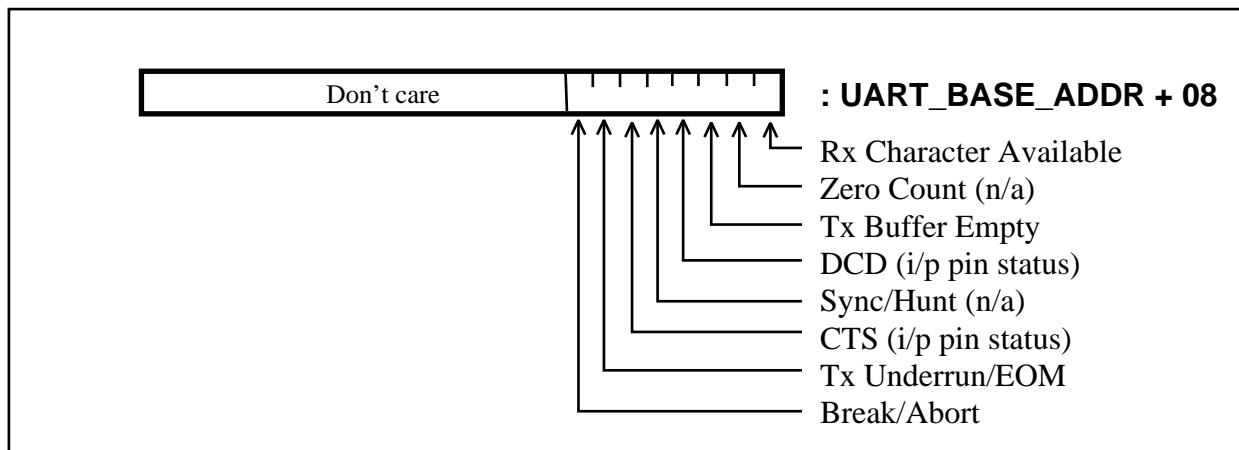 Don't care
: UART_BASE_ADDR + 08
Rx Character Available
Zero Count (n/a)
Tx Buffer Empty
DCD (i/p pin status)
Sync/Hunt (n/a)
CTS (i/p pin status)
Tx Underrun/EOM
Break/Abort